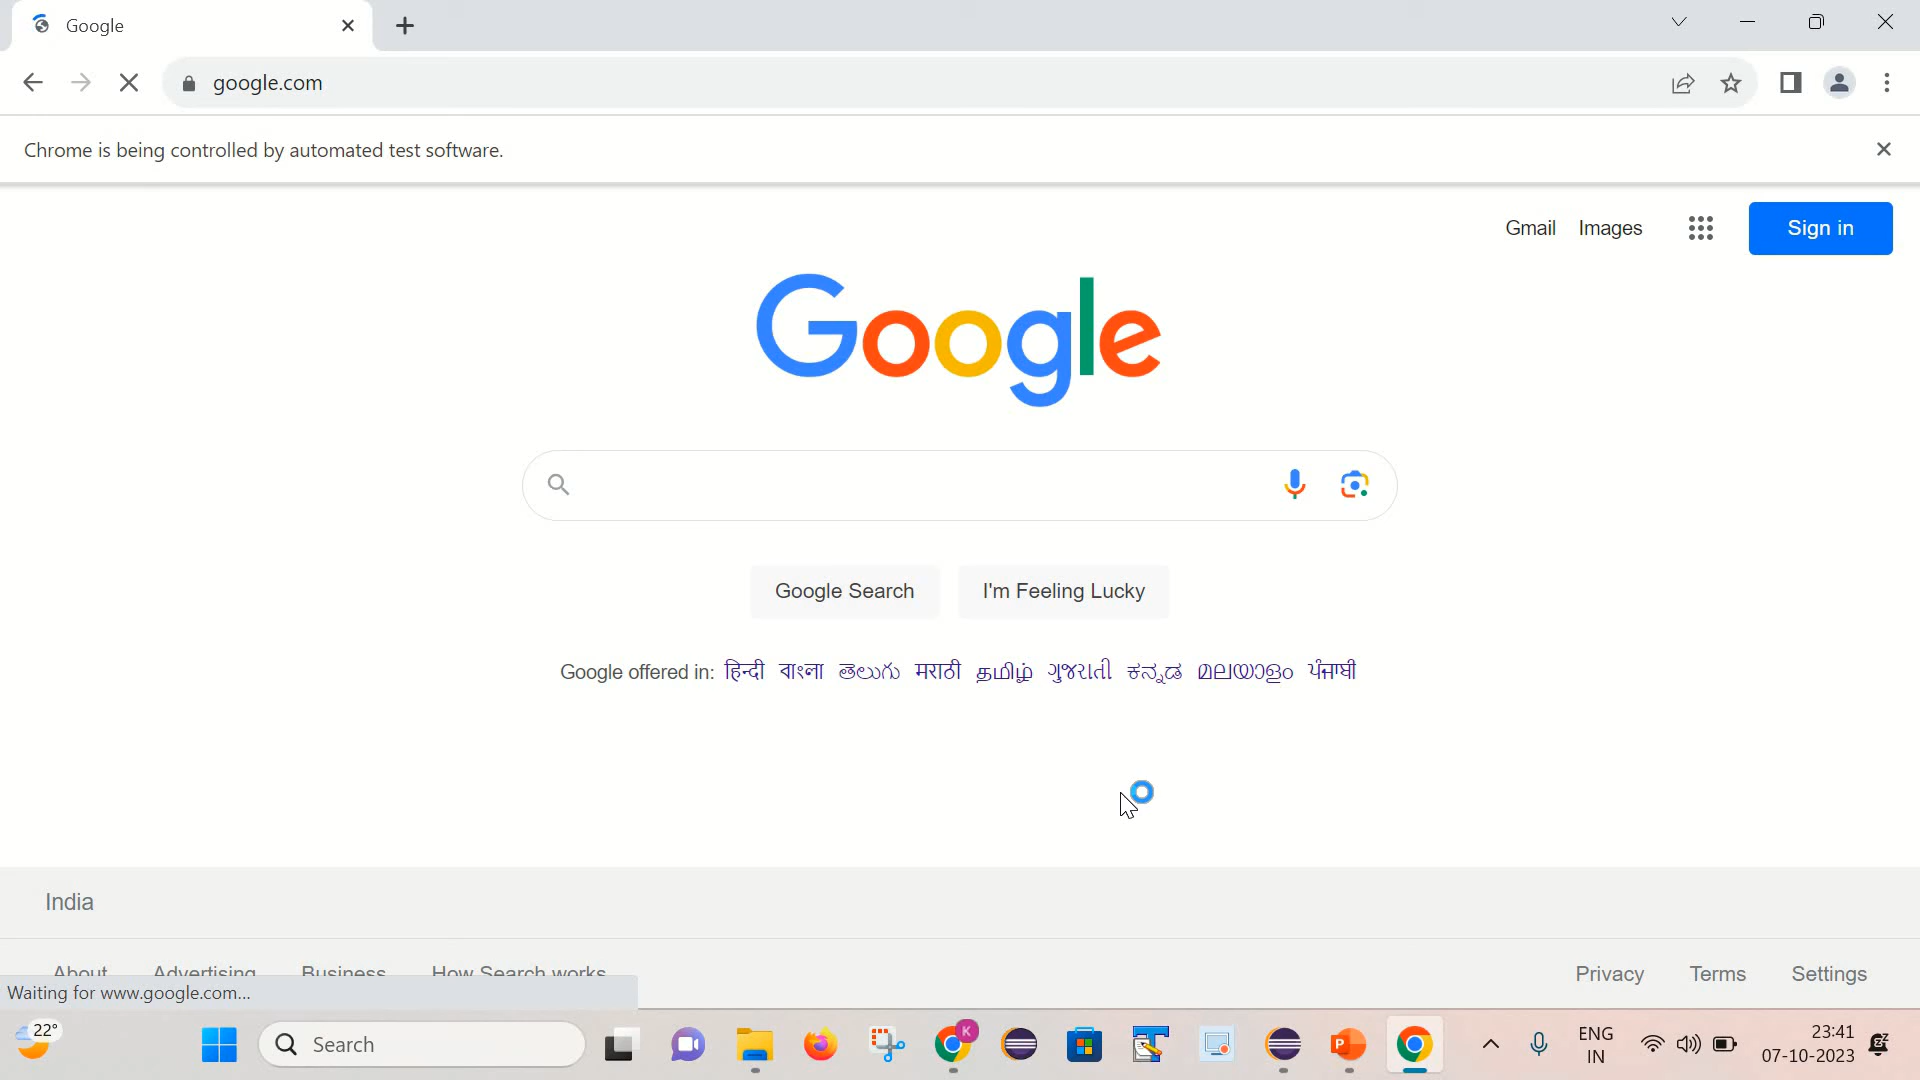 Google
google.com
Chrome is being controlled by automated test software.
Gmail Images Sign in
Google
Google Search I'm Feeling Lucky
Google offered in: हिन्दी বাংলা తెలుగు मराठी தமிழ் ગુજરાતી ಕನ್ನಡ മലയാളം ਪੰਜਾਬੀ
India
About Advertising Business How Search works Privacy Terms Settings
Waiting for www.google.com...
22° Search K P ENG IN 23:41 07-10-2023